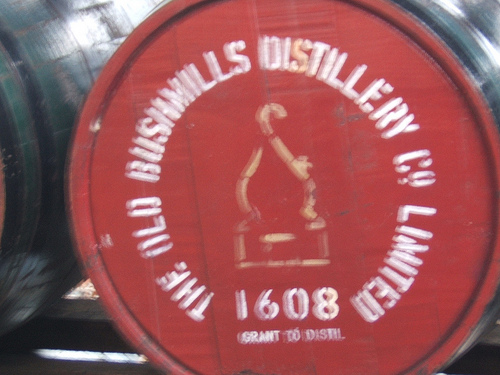 THE OLD BUSHMILLS DISTILLERY Cº LIMITED
1608
GRANT TO DISTIL